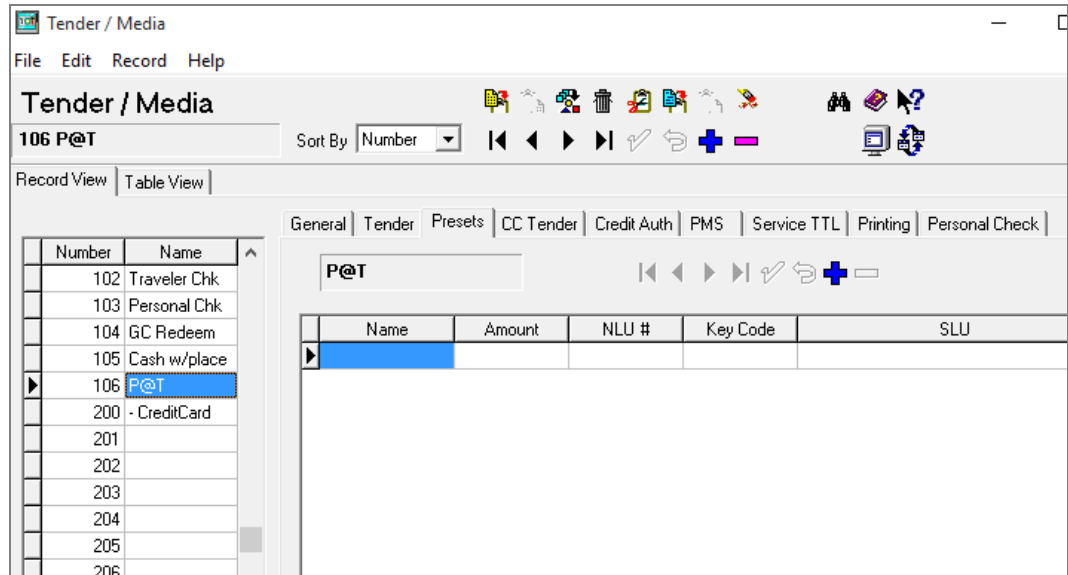 Tender / Media
File Edit Record Help
Tender / Media
106 P@T
Sort By Number
Record View Table View
General Tender Presets CC Tender Credit Auth PMS Service TTL Printing Personal Check
Number Name
P@T
102 Traveler Chk
103 Personal Chk
104 GC Redeem
105 Cash w/place
106 P@T
200 - CreditCard
201
202
203
204
205
206
Name Amount NLU # Key Code SLU